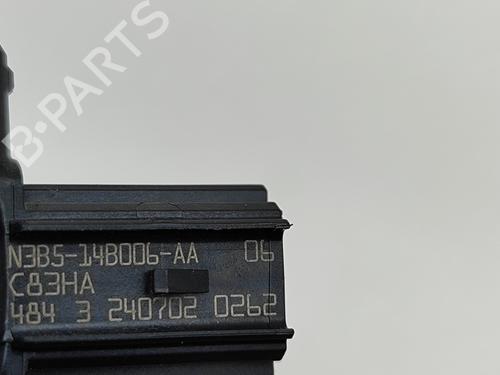 B-PARTS
N3B5-14B006-AA 06
C83HA
484 3 240702 0262